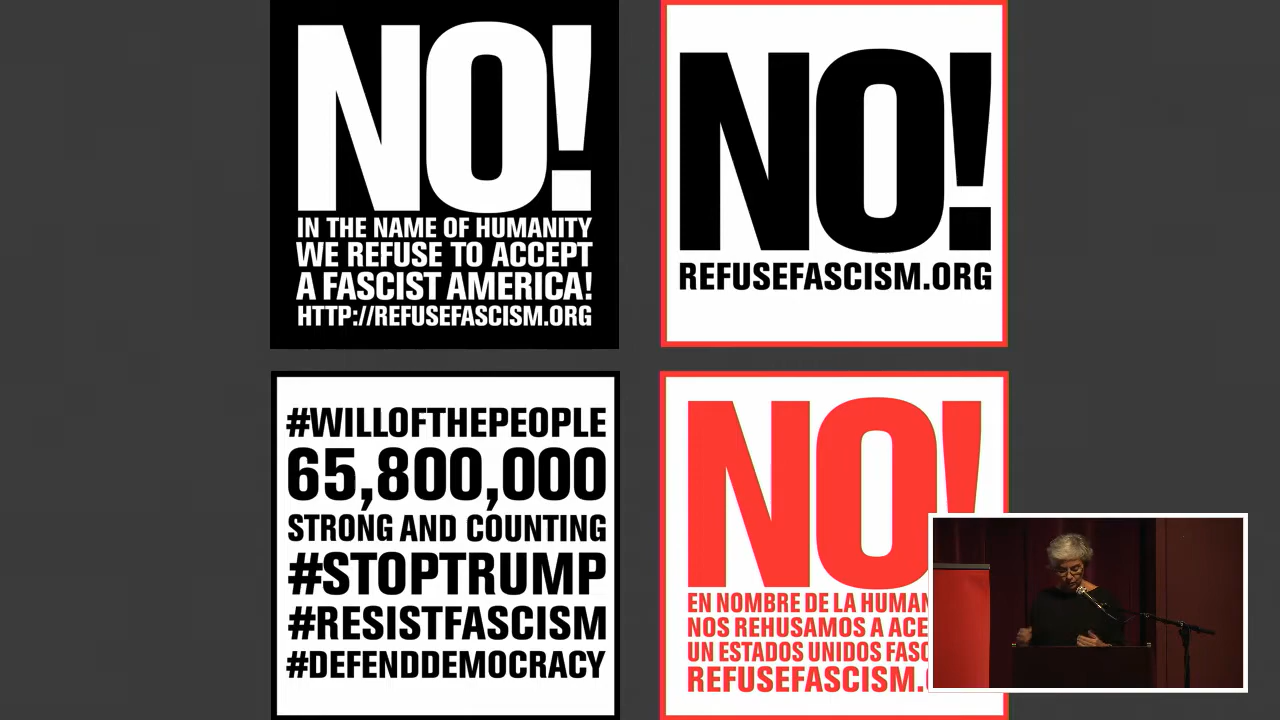 NO!
IN THE NAME OF HUMANITY
WE REFUSE TO ACCEPT
A FASCIST AMERICA!
HTTP://REFUSEFASCISM.ORG
NO!
REFUSEFASCISM.ORG
#WILLOFTHEPEOPLE
65,800,000
STRONG AND COUNTING
#STOPTRUMP
#RESISTFASCISM
#DEFENDDEMOCRACY
NO!
EN NOMBRE DE LA
NOS REHUSAMOS A
UN ESTADOS UNIDOS
REFUSEFASCISM.